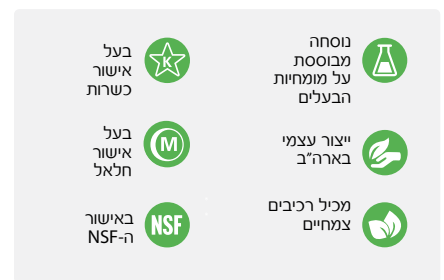 נוסחה
מבוססת
על מומחיות
הבעלים
ייצור עצמי
בארה"ב
מכיל רכיבים
צמחיים
K
בעל
אישור
כשרות
M
בעל
אישור
חלאל
NSF
באישור
ה-NSF